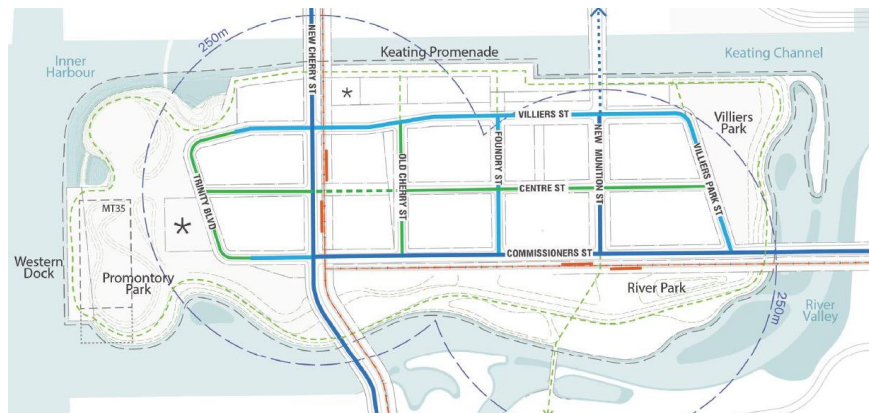 Inner
Harbour
250m
NEW CHERRY ST
Keating Promenade
Keating Channel
VILLIERS ST
Villiers
Park
OLD CHERRY ST
FOUNDRY ST
NEW MUNITION ST
VILLIERS PARK ST
TRINITY BLVD
CENTRE ST
MT35
Western
Dock
Promontory
Park
COMMISSIONERS ST
River Park
250m
River
Valley